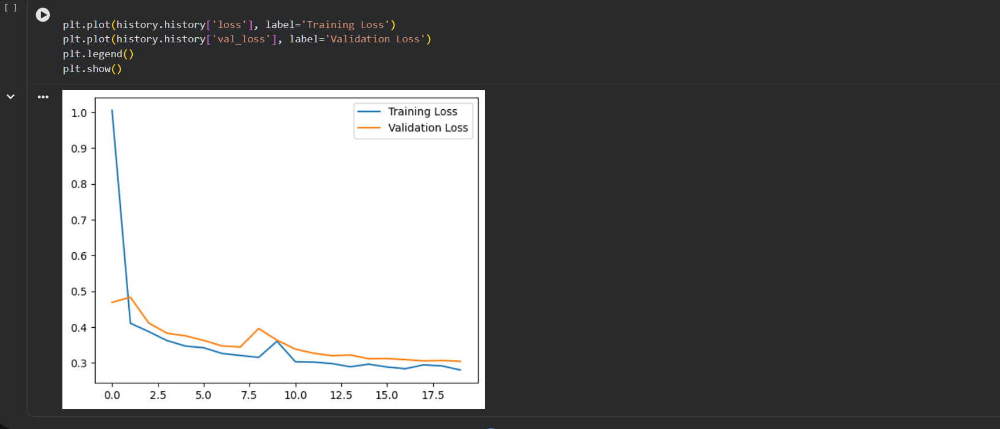 [ ]
plt.plot(history.history['loss'], label='Training Loss')
plt.plot(history.history['val_loss'], label='Validation Loss')
plt.legend()
plt.show()
Training Loss
Validation Loss
1.0
0.9
0.8
0.7
0.6
0.5
0.4
0.3
0.0 2.5 5.0 7.5 10.0 12.5 15.0 17.5